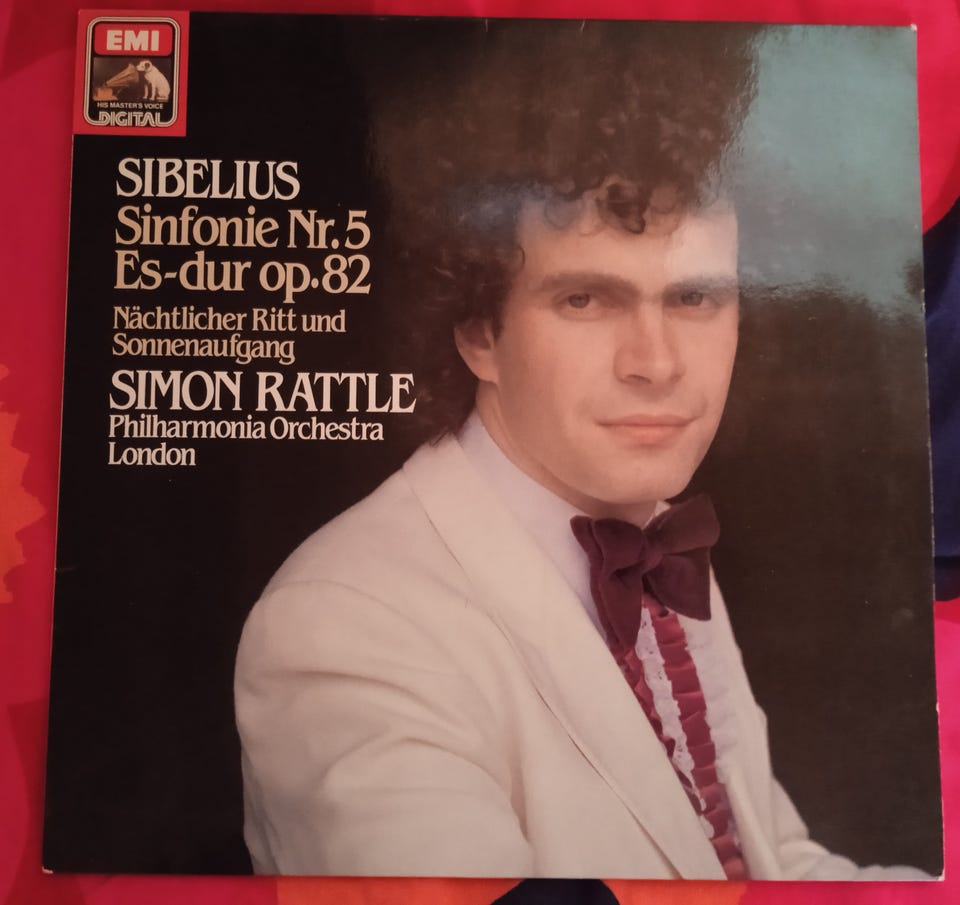 EMI
HIS MASTER'S VOICE
DIGITAL
SIBELIUS
Sinfonie Nr. 5
Es-dur op. 82
Nächtlicher Ritt und
Sonnenaufgang
SIMON RATTLE
Philharmonia Orchestra
London